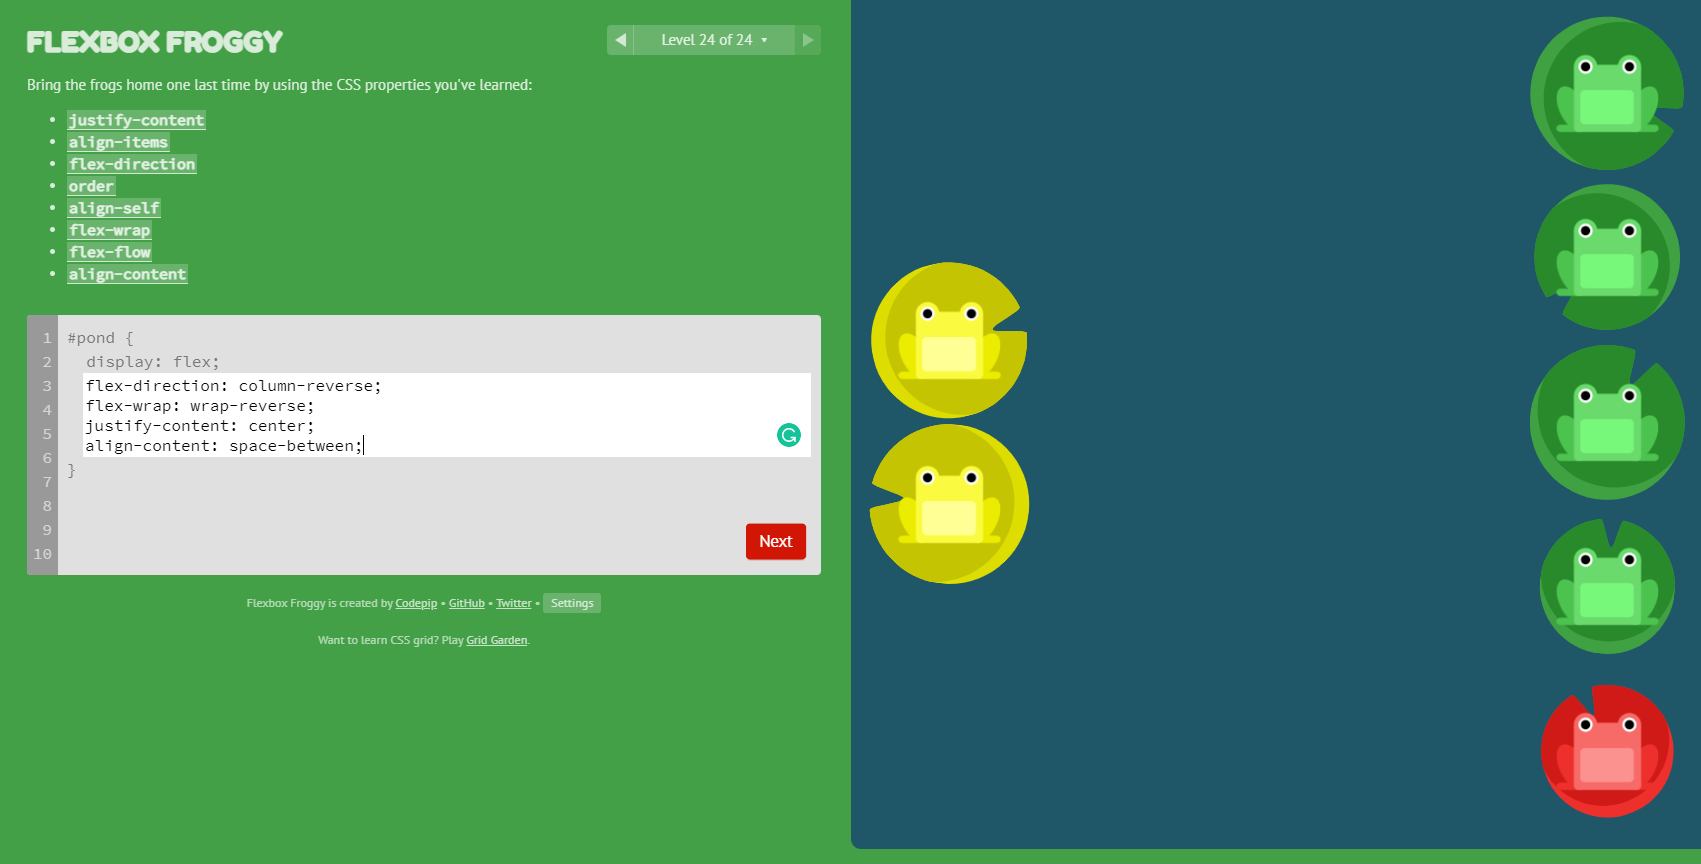 FLEXBOX FROGGY
Level 24 of 24
Bring the frogs home one last time by using the CSS properties you've learned:
• justify-content
• align-items
• flex-direction
• order
• align-self
• flex-wrap
• flex-flow
• align-content
1 #pond {
2 display: flex;
3 flex-direction: column-reverse;
4 flex-wrap: wrap-reverse;
5 justify-content: center;
6 align-content: space-between;
7 }
8
9
10
Next
Flexbox Froggy is created by Codepip • GitHub • Twitter • Settings
Want to learn CSS grid? Play Grid Garden.